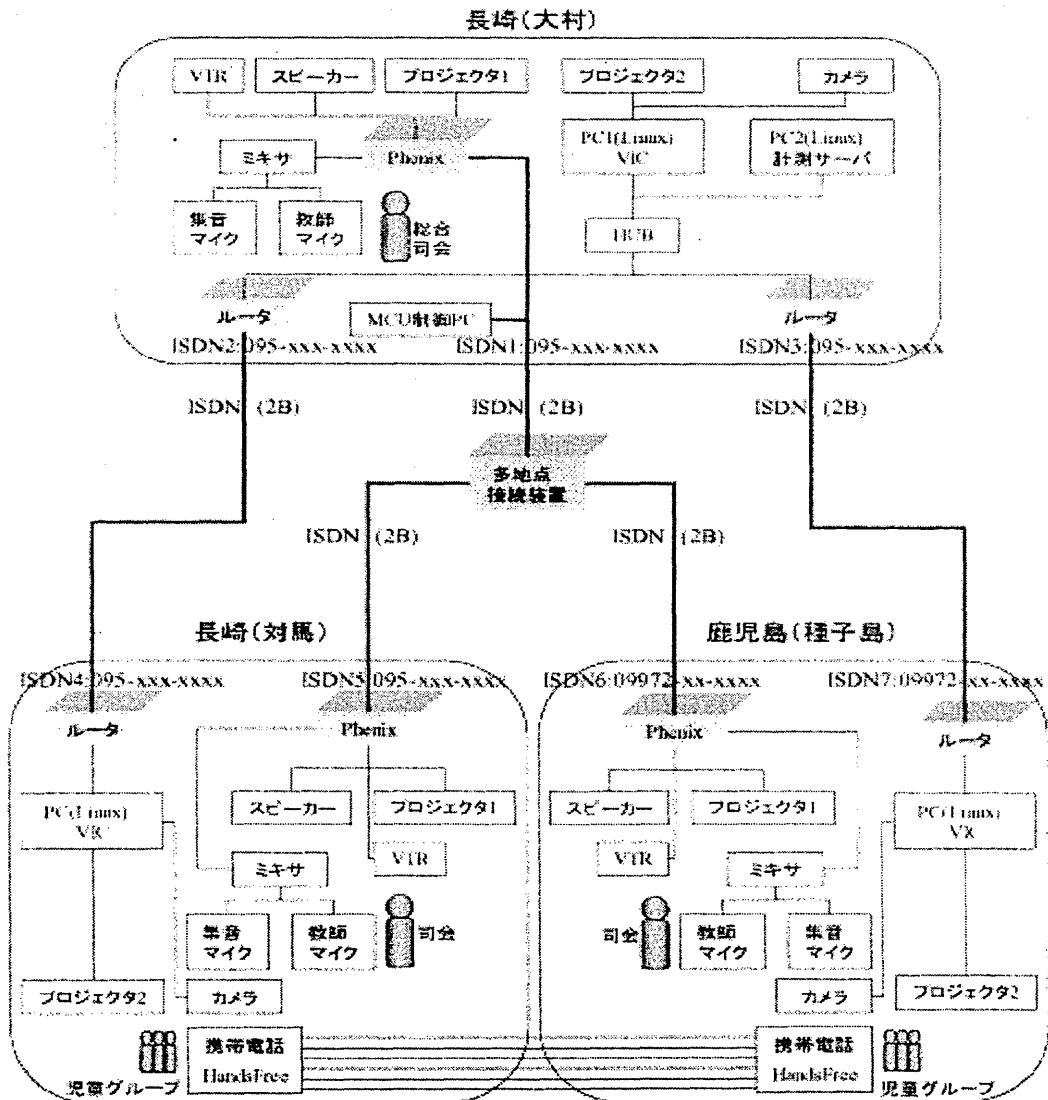 長崎(大村)
VTR
スピーカー
プロジェクタ1
プロジェクタ2
カメラ
Phenix
ミキサ
PC1(Linux)
VIC
PC2(Linux)
計測サーバ
集音
マイク
教師
マイク
総合
司会
HUB
ルータ
MCU制御PC
ルータ
ISDN2:095-xxx-xxxx
ISDN1:095-xxx-xxxx
ISDN3:095-xxx-xxxx
ISDN (2B)
ISDN (2B)
ISDN (2B)
多地点
接続装置
ISDN (2B)
ISDN (2B)
長崎(対馬)
鹿児島(種子島)
ISDN4:095-xxx-xxxx
ISDN5:095-xxx-xxxx
ISDN6:09972-xx-xxxx
ISDN7:09972-xx-xxxx
ルータ
Phenix
Phenix
ルータ
PC(Linux)
スピーカー
プロジェクタ1
スピーカー
プロジェクタ1
PC(Linux)
VTR
VTR
ミキサ
ミキサ
集音
マイク
教師
マイク
司会
司会
教師
マイク
集音
マイク
プロジェクタ2
カメラ
カメラ
プロジェクタ2
児童グループ
携帯電話
HandsFree
携帯電話
HandsFree
児童グループ